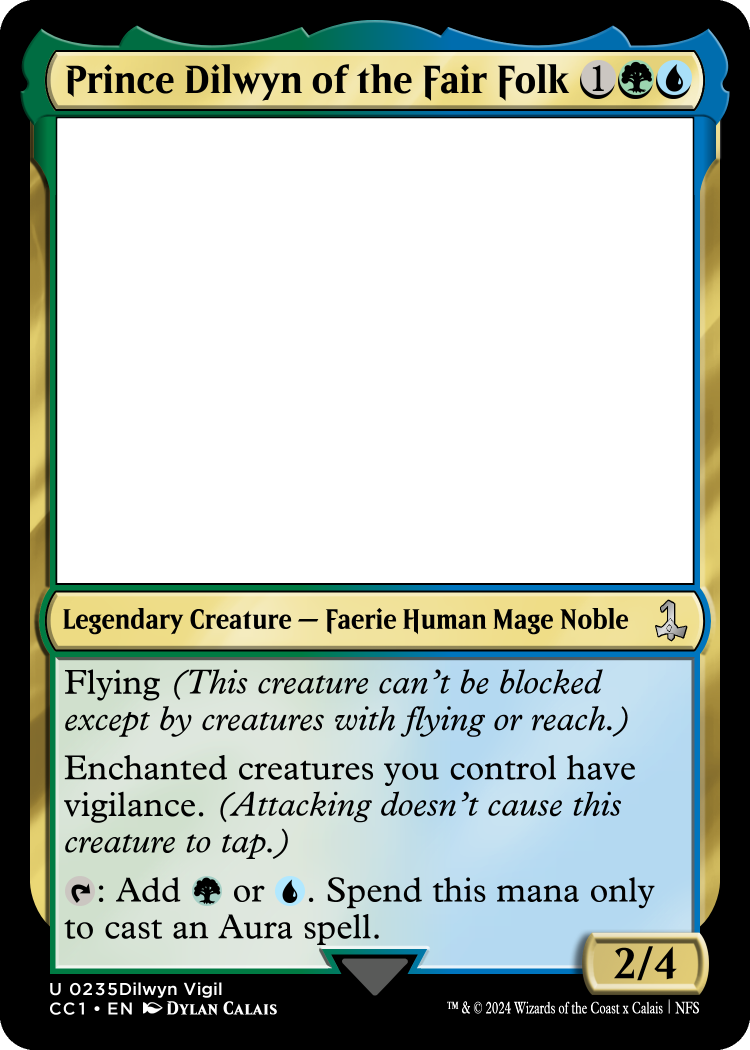 Prince Dilwyn of the Fair Folk 1
Legendary Creature — Faerie Human Mage Noble
Flying (This creature can't be blocked
except by creatures with flying or reach.)
Enchanted creatures you control have
vigilance. (Attacking doesn't cause this
creature to tap.)
: Add or . Spend this mana only
to cast an Aura spell.
2/4
U 0235Dilwyn Vigil
CC1 • EN DYLAN CALAIS
™ & © 2024 Wizards of the Coast x Calais | NFS